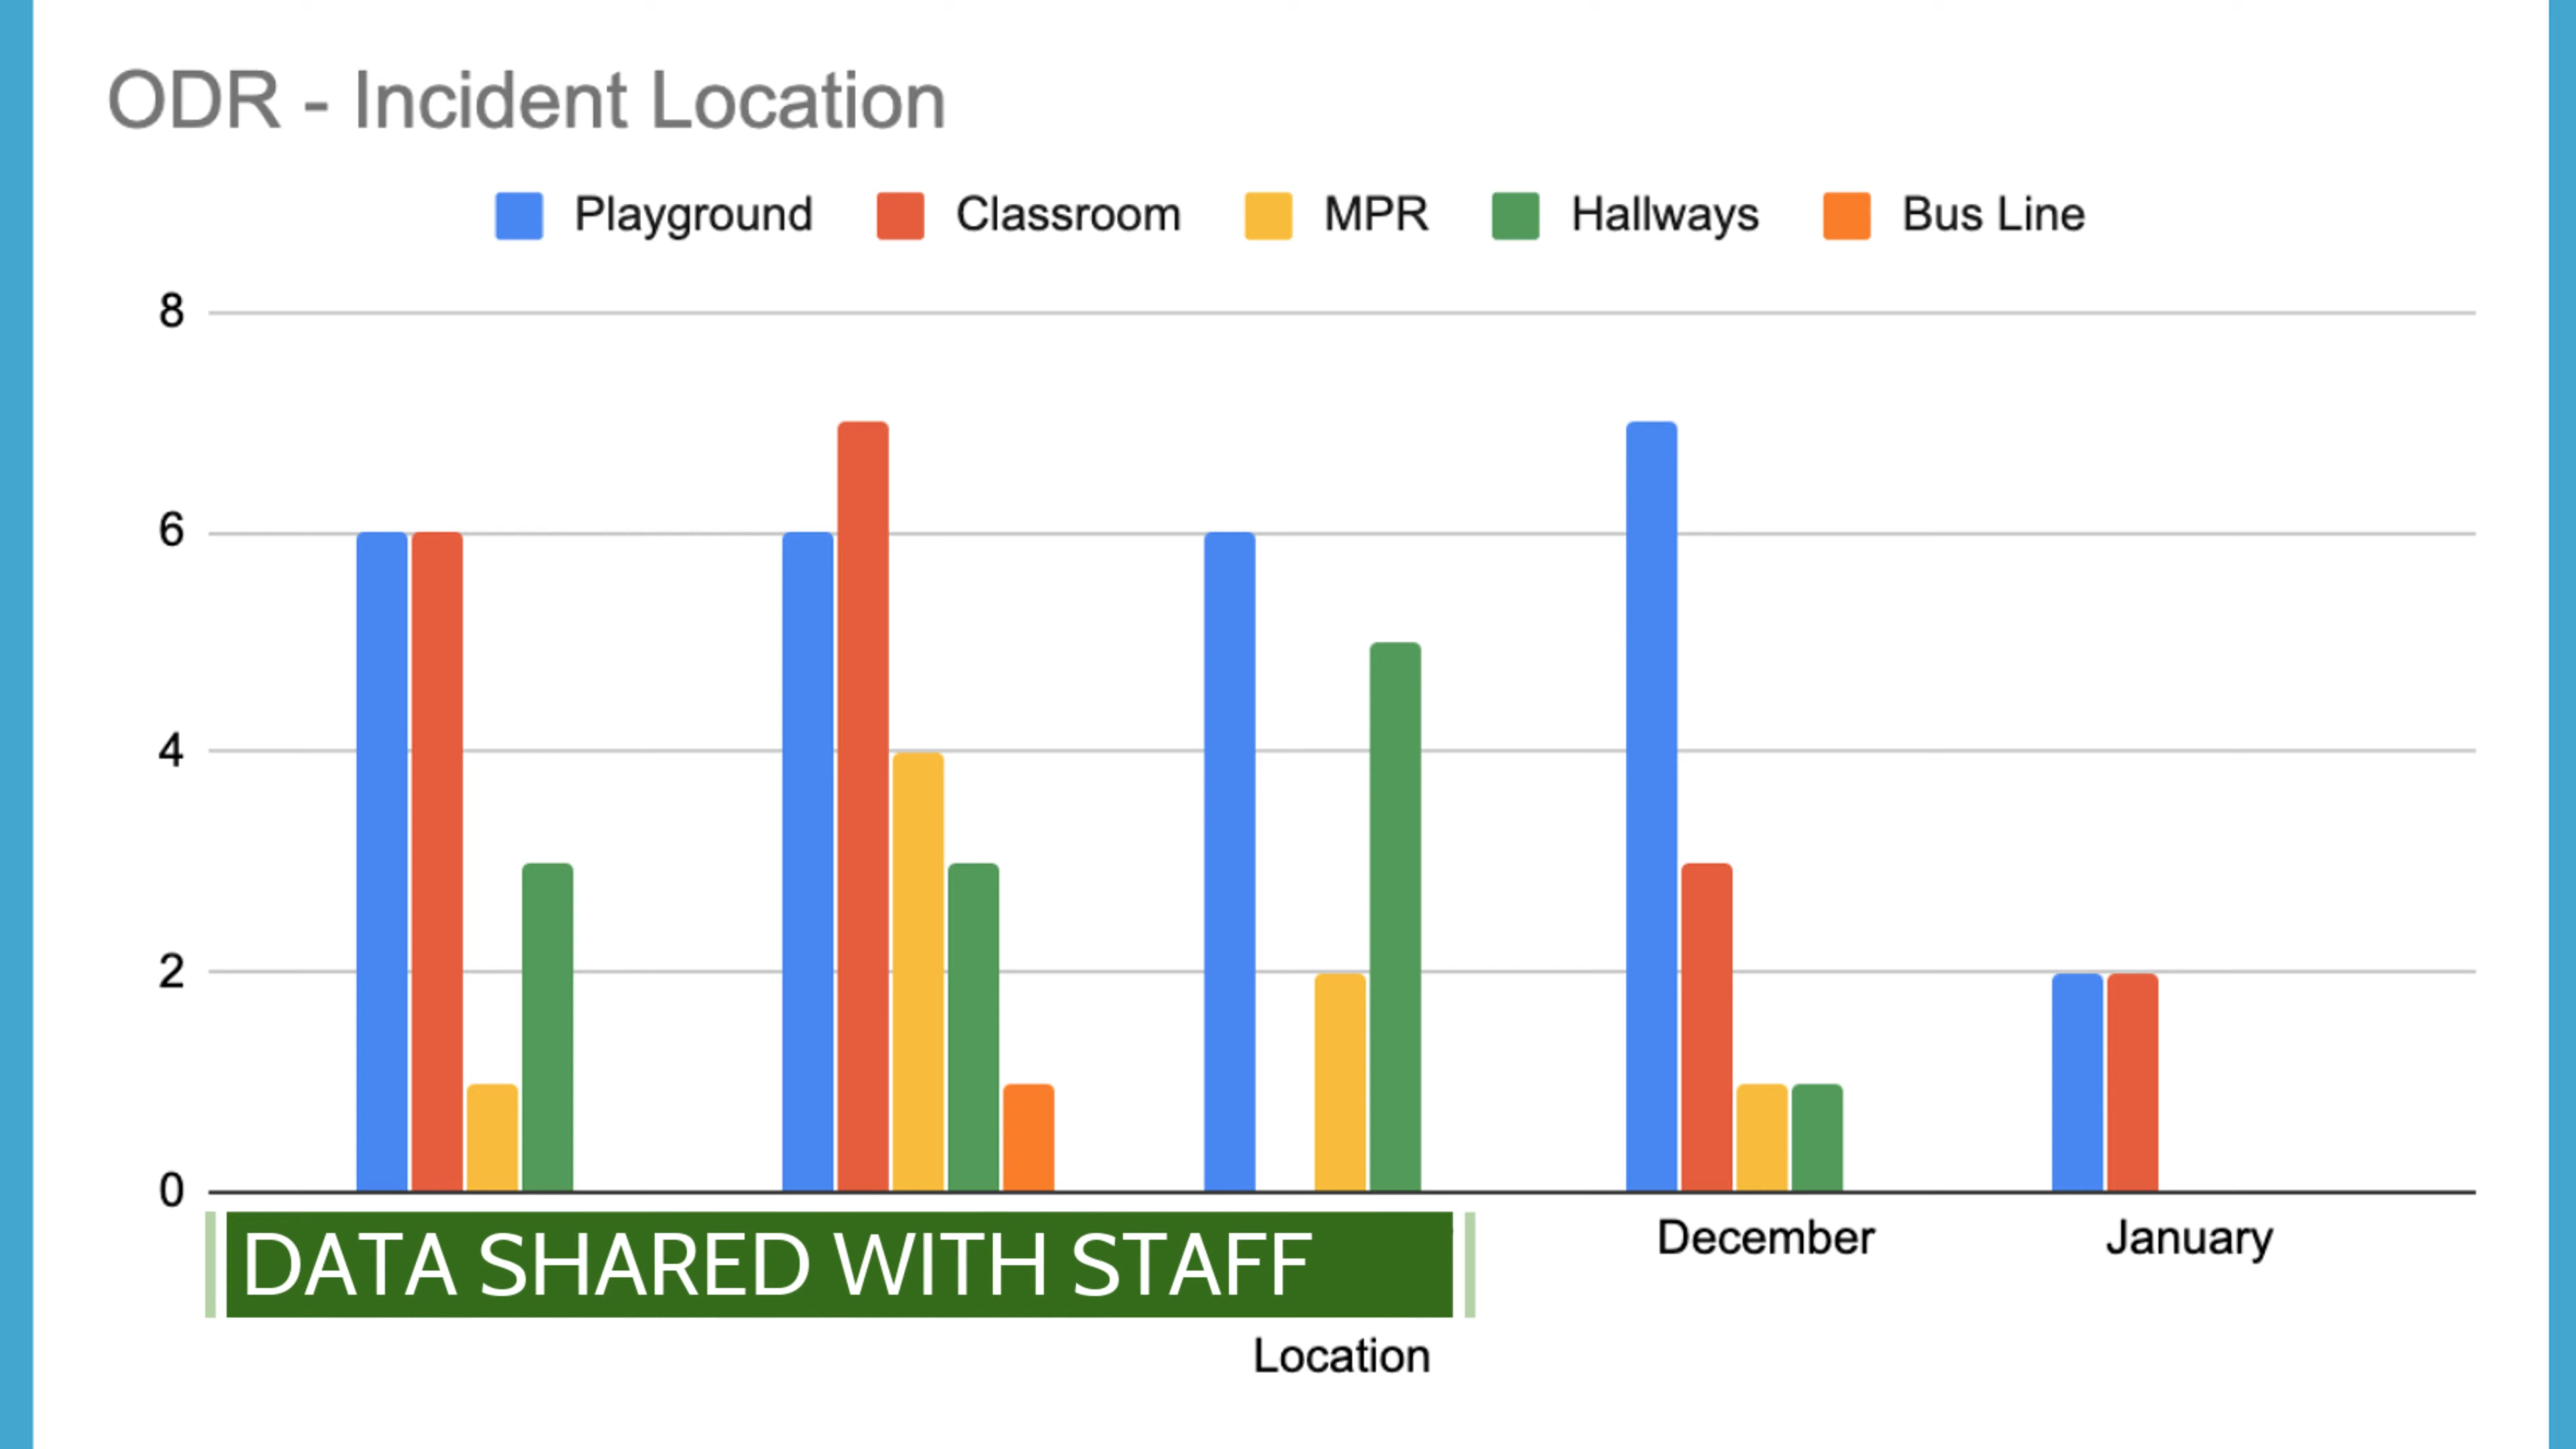 ODR - Incident Location
Playground Classroom MPR Hallways Bus Line
8
6
4
2
0
DATA SHARED WITH STAFF
December January
Location